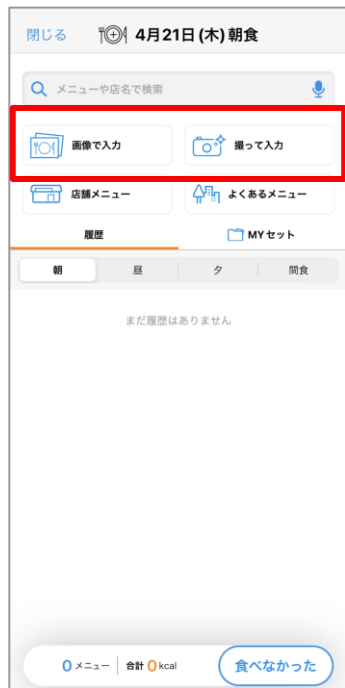 閉じる 4月21日(木)朝食
メニューや店名で検索
画像で入力 撮って入力
店舗メニュー よくあるメニュー
履歴 MYセット
朝 昼 夕 間食
まだ履歴はありません
0メニュー 合計0kcal 食べなかった